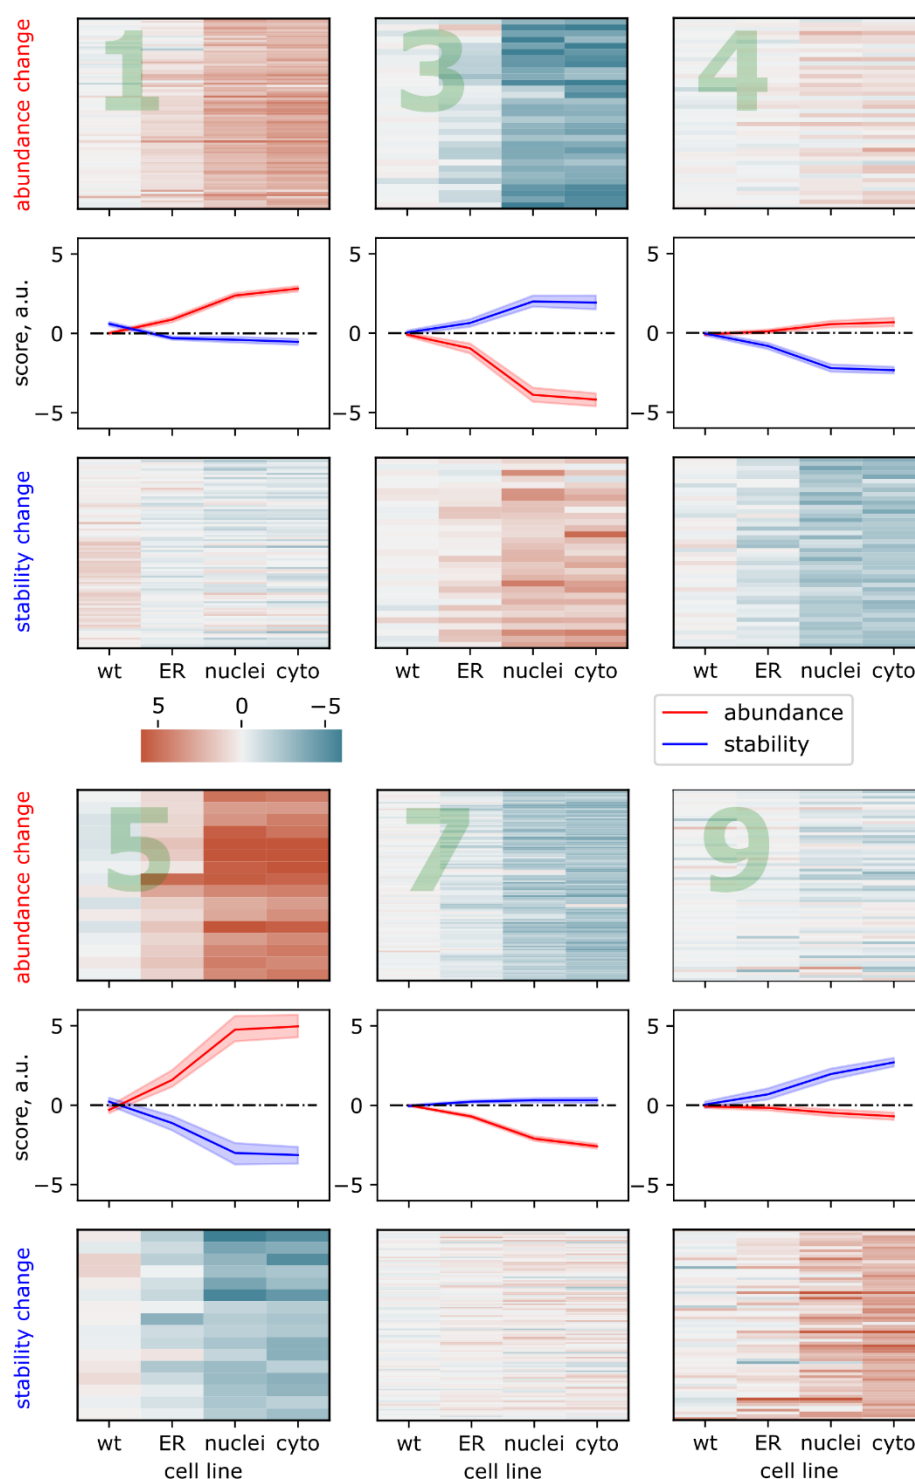 abundance change
1
3
4
score, a.u.
5
0
−5
5
0
−5
5
0
−5
stability change
wt ER nuclei cyto
wt ER nuclei cyto
wt ER nuclei cyto
5 0 −5
abundance
stability
abundance change
5
7
9
score, a.u.
5
0
−5
5
0
−5
5
0
−5
stability change
wt ER nuclei cyto
wt ER nuclei cyto
wt ER nuclei cyto
cell line
cell line
cell line